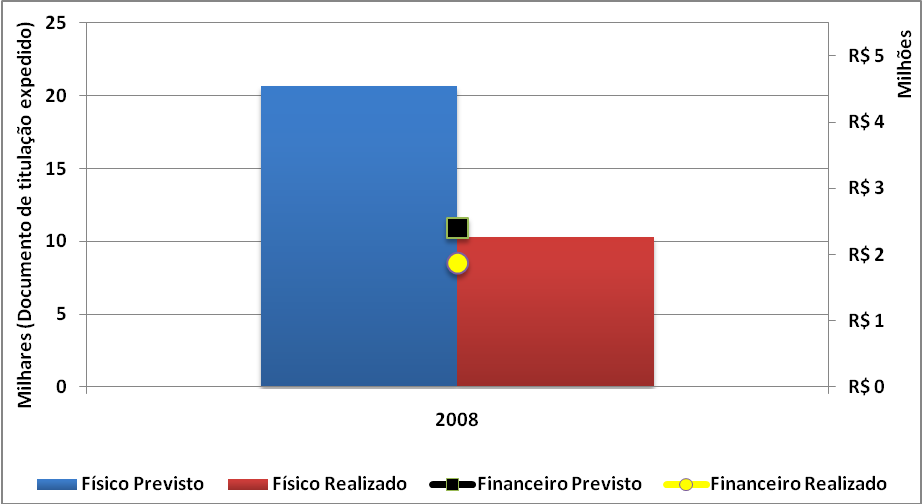 Milhares (Documento de titulação expedido)
25
20
15
10
5
0
R$ 5
R$ 4
R$ 3
R$ 2
R$ 1
R$ 0
Milhões
2008
Físico Previsto
Físico Realizado
Financeiro Previsto
Financeiro Realizado